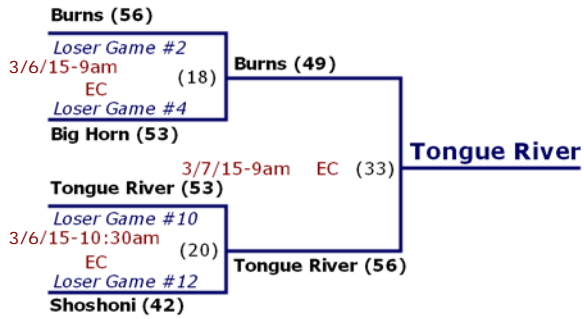 Burns (56)
Loser Game #2
3/6/15-9am
(18)
EC
Loser Game #4
Big Horn (53)
Burns (49)
3/7/15-9am EC (33)
Tongue River
Tongue River (53)
Loser Game #10
3/6/15-10:30am
(20)
EC
Loser Game #12
Shoshoni (42)
Tongue River (56)